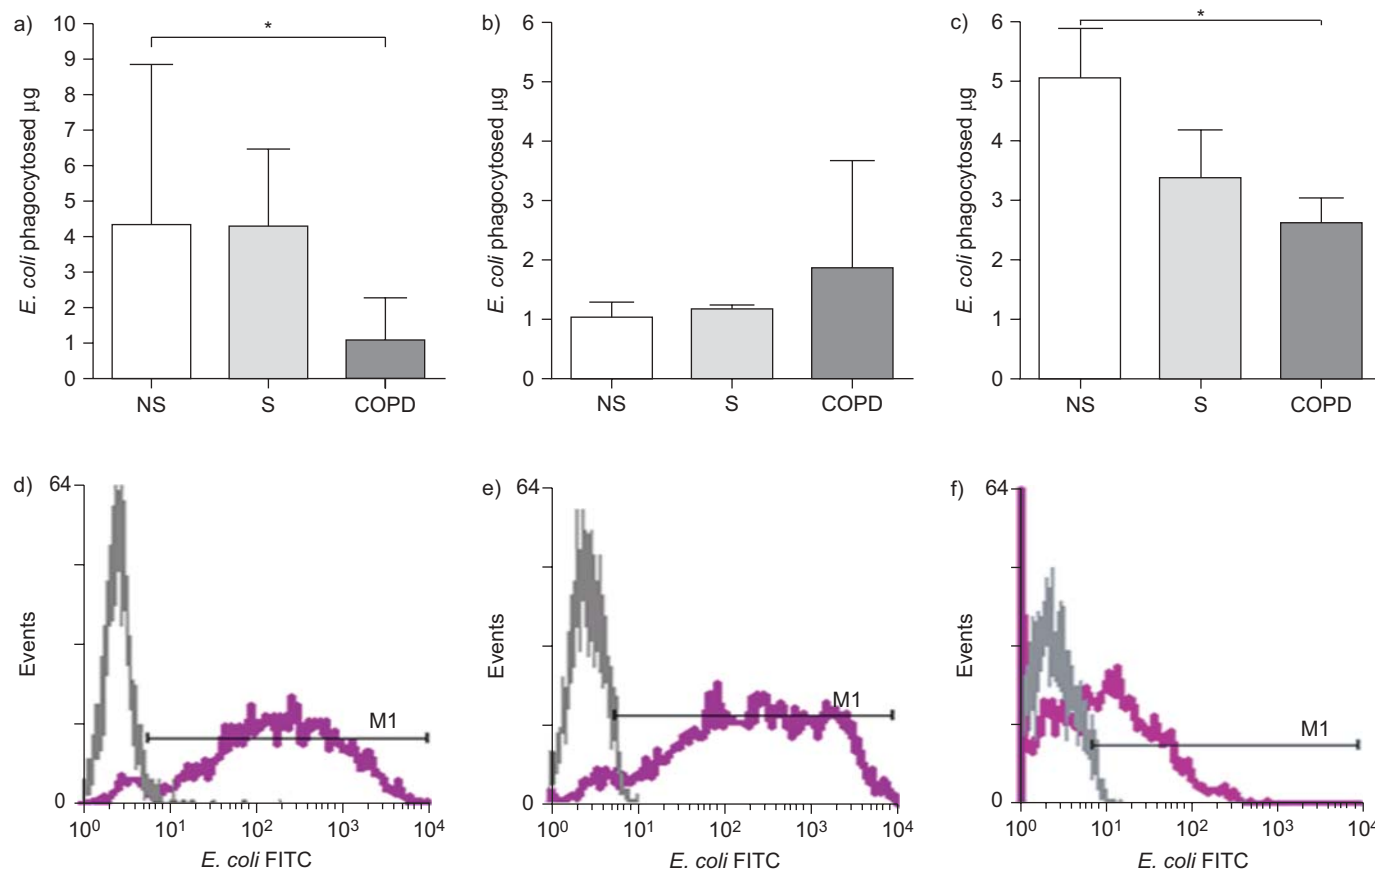 a)
*
10
9
8
7
6
5
4
3
2
1
0
E. coli phagocytosed µg
NS S COPD
b)
6
5
4
3
2
1
0
E. coli phagocytosed µg
NS S COPD
c)
*
6
5
4
3
2
1
0
E. coli phagocytosed µg
NS S COPD
d)
64
0
Events
M1
10⁰ 10¹ 10² 10³ 10⁴
E. coli FITC
e)
64
0
Events
M1
10⁰ 10¹ 10² 10³ 10⁴
E. coli FITC
f)
64
0
Events
M1
10⁰ 10¹ 10² 10³ 10⁴
E. coli FITC